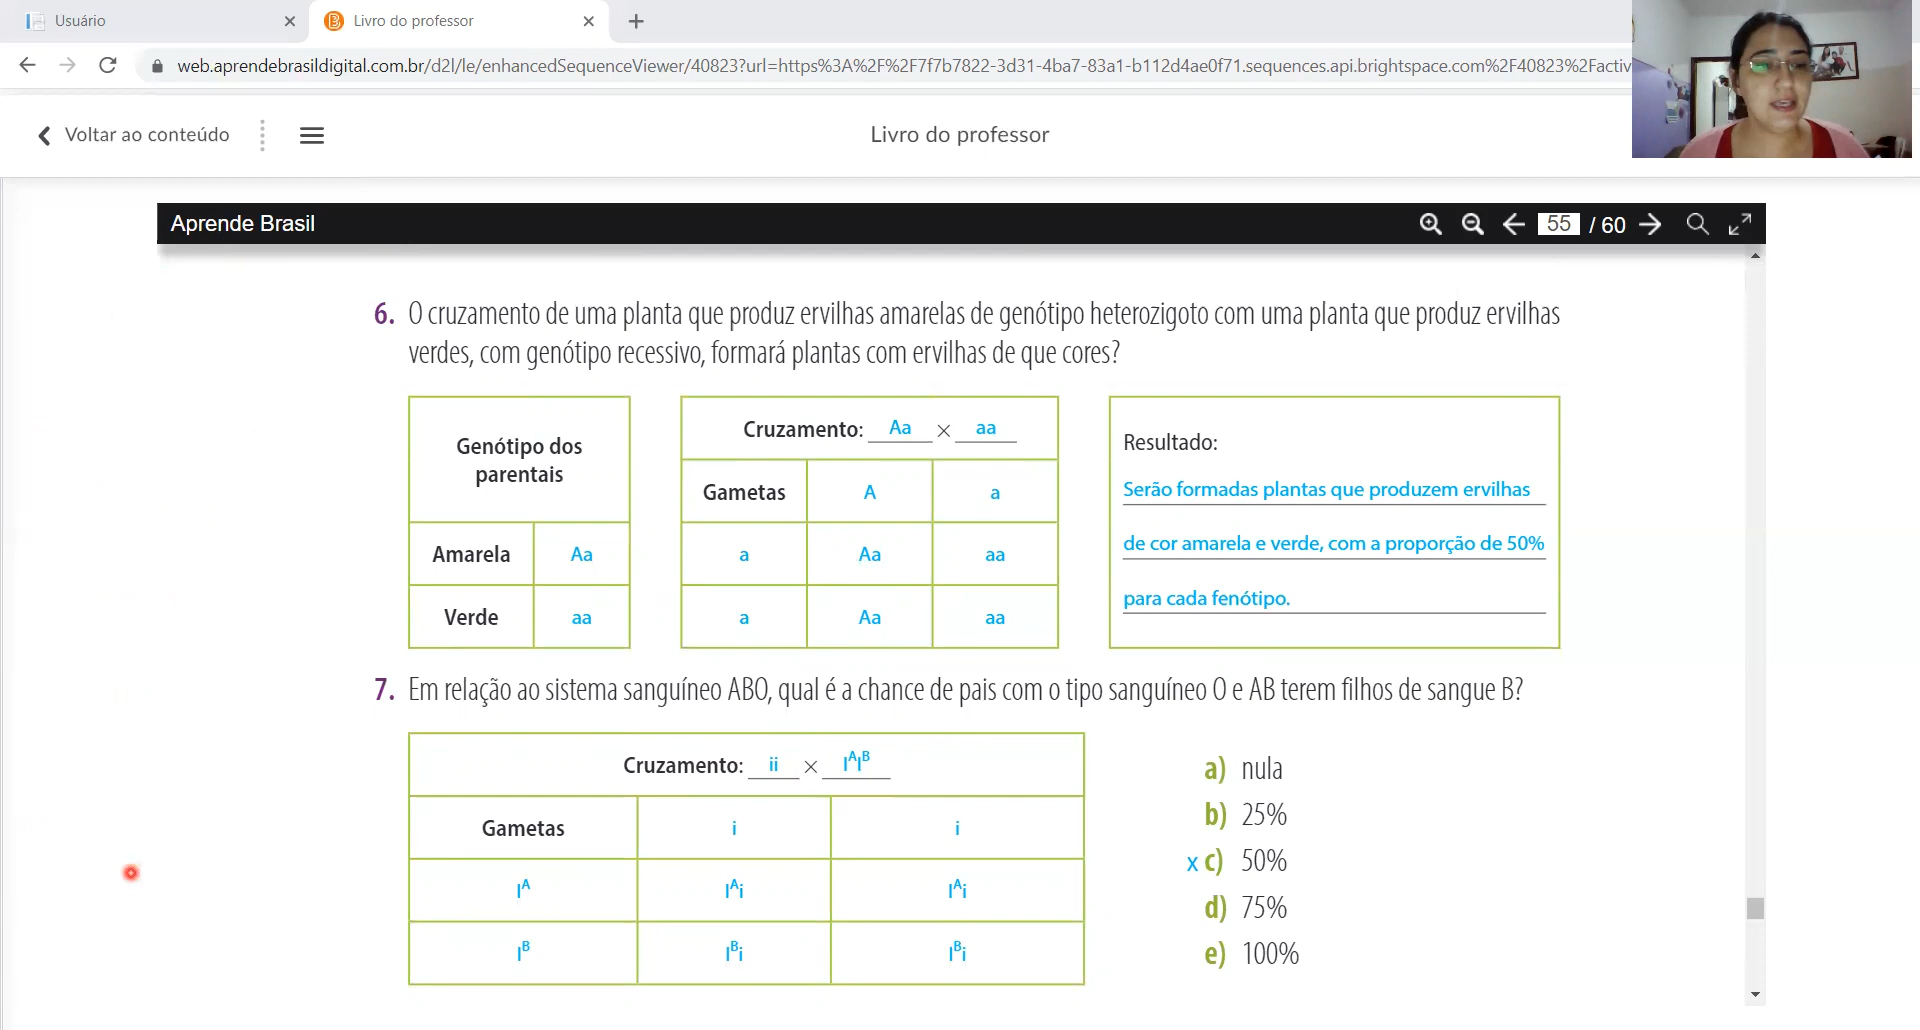 Usuário
Livro do professor
web.aprendebrasildigital.com.br/d2l/le/enhancedSequenceViewer/40823?url=https%3A%2F%2F7f7b7822-3d31-4ba7-83a1-b112d4ae0f71.sequences.api.brightspace.com%2F40823%2Factiv
Voltar ao conteúdo
Livro do professor
Aprende Brasil
55 / 60
6. O cruzamento de uma planta que produz ervilhas amarelas de genótipo heterozigoto com uma planta que produz ervilhas
verdes, com genótipo recessivo, formará plantas com ervilhas de que cores?
Genótipo dos
parentais
Amarela Aa
Verde aa
Cruzamento: Aa × aa
Gametas A a
a Aa aa
a Aa aa
Resultado:
Serão formadas plantas que produzem ervilhas
de cor amarela e verde, com a proporção de 50%
para cada fenótipo.
7. Em relação ao sistema sanguíneo ABO, qual é a chance de pais com o tipo sanguíneo O e AB terem filhos de sangue B?
Cruzamento: ii × IᴬIᴮ
Gametas i i
Iᴬ Iᴬi Iᴬi
Iᴮ Iᴮi Iᴮi
a) nula
b) 25%
x c) 50%
d) 75%
e) 100%